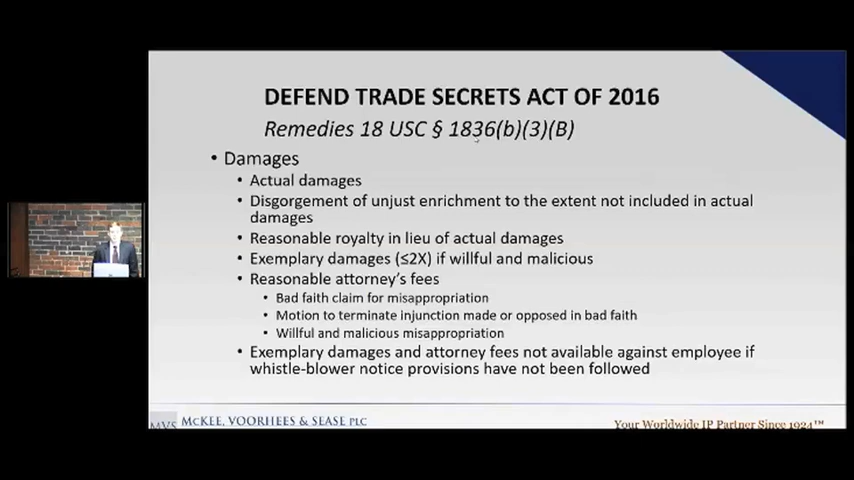 DEFEND TRADE SECRETS ACT OF 2016
Remedies 18 USC § 1836(b)(3)(B)
• Damages
• Actual damages
• Disgorgement of unjust enrichment to the extent not included in actual
damages
• Reasonable royalty in lieu of actual damages
• Exemplary damages (≤2X) if willful and malicious
• Reasonable attorney's fees
• Bad faith claim for misappropriation
• Motion to terminate injunction made or opposed in bad faith
• Willful and malicious misappropriation
• Exemplary damages and attorney fees not available against employee if
whistle-blower notice provisions have not been followed
MVS McKEE, VOORHEES & SEASE PLC
Your Worldwide IP Partner Since 1924™